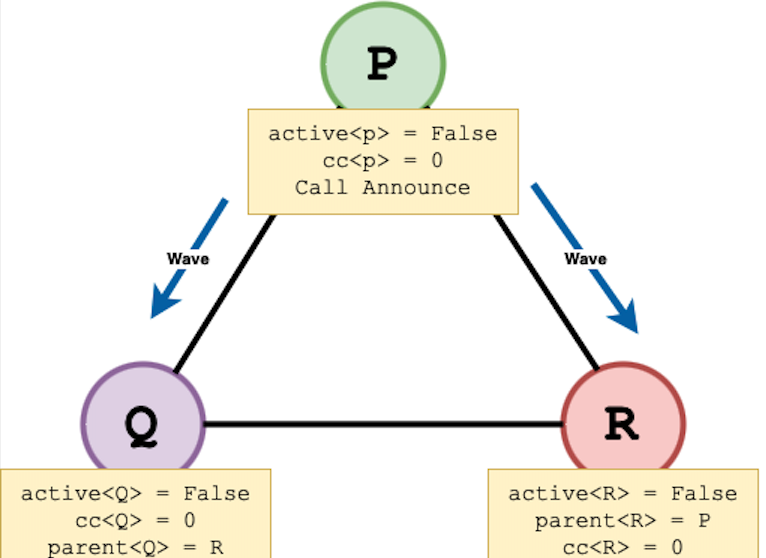 P
active<p> = False
cc<p> = 0
Call Announce
Wave
Wave
Q
R
active<Q> = False
cc<Q> = 0
parent<Q> = R
active<R> = False
parent<R> = P
cc<R> = 0